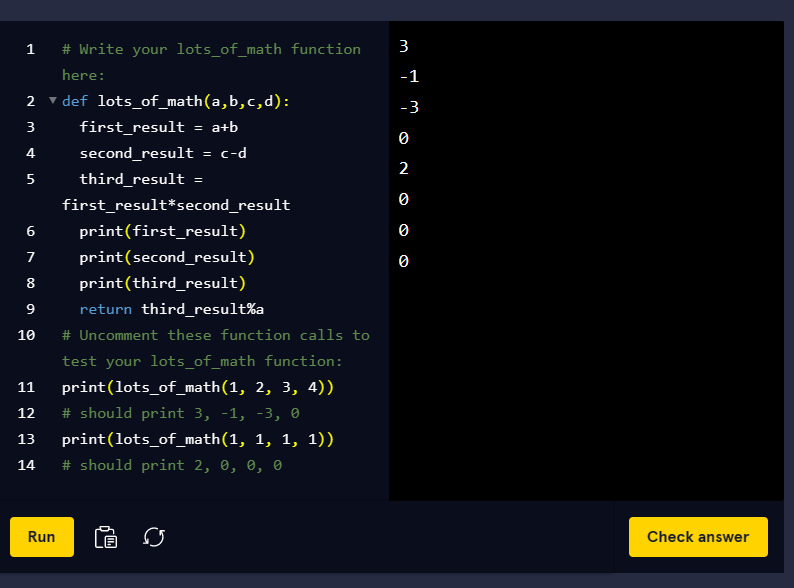 1 # Write your lots_of_math function
here:
2 def lots_of_math(a,b,c,d):
3 first_result = a+b
4 second_result = c-d
5 third_result =
first_result*second_result
6 print(first_result)
7 print(second_result)
8 print(third_result)
9 return third_result%a
10 # Uncomment these function calls to
test your lots_of_math function:
11 print(lots_of_math(1, 2, 3, 4))
12 # should print 3, -1, -3, 0
13 print(lots_of_math(1, 1, 1, 1))
14 # should print 2, 0, 0, 0
3
-1
-3
0
2
0
0
0
Run
Check answer